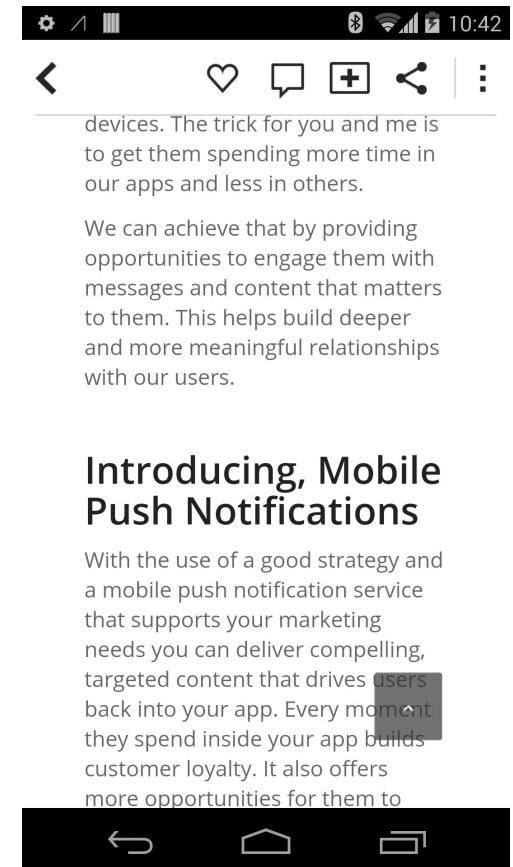 10:42
devices. The trick for you and me is
to get them spending more time in
our apps and less in others.
We can achieve that by providing
opportunities to engage them with
messages and content that matters
to them. This helps build deeper
and more meaningful relationships
with our users.
Introducing, Mobile
Push Notifications
With the use of a good strategy and
a mobile push notification service
that supports your marketing
needs you can deliver compelling,
targeted content that drives users
back into your app. Every moment
they spend inside your app builds
customer loyalty. It also offers
more opportunities for them to